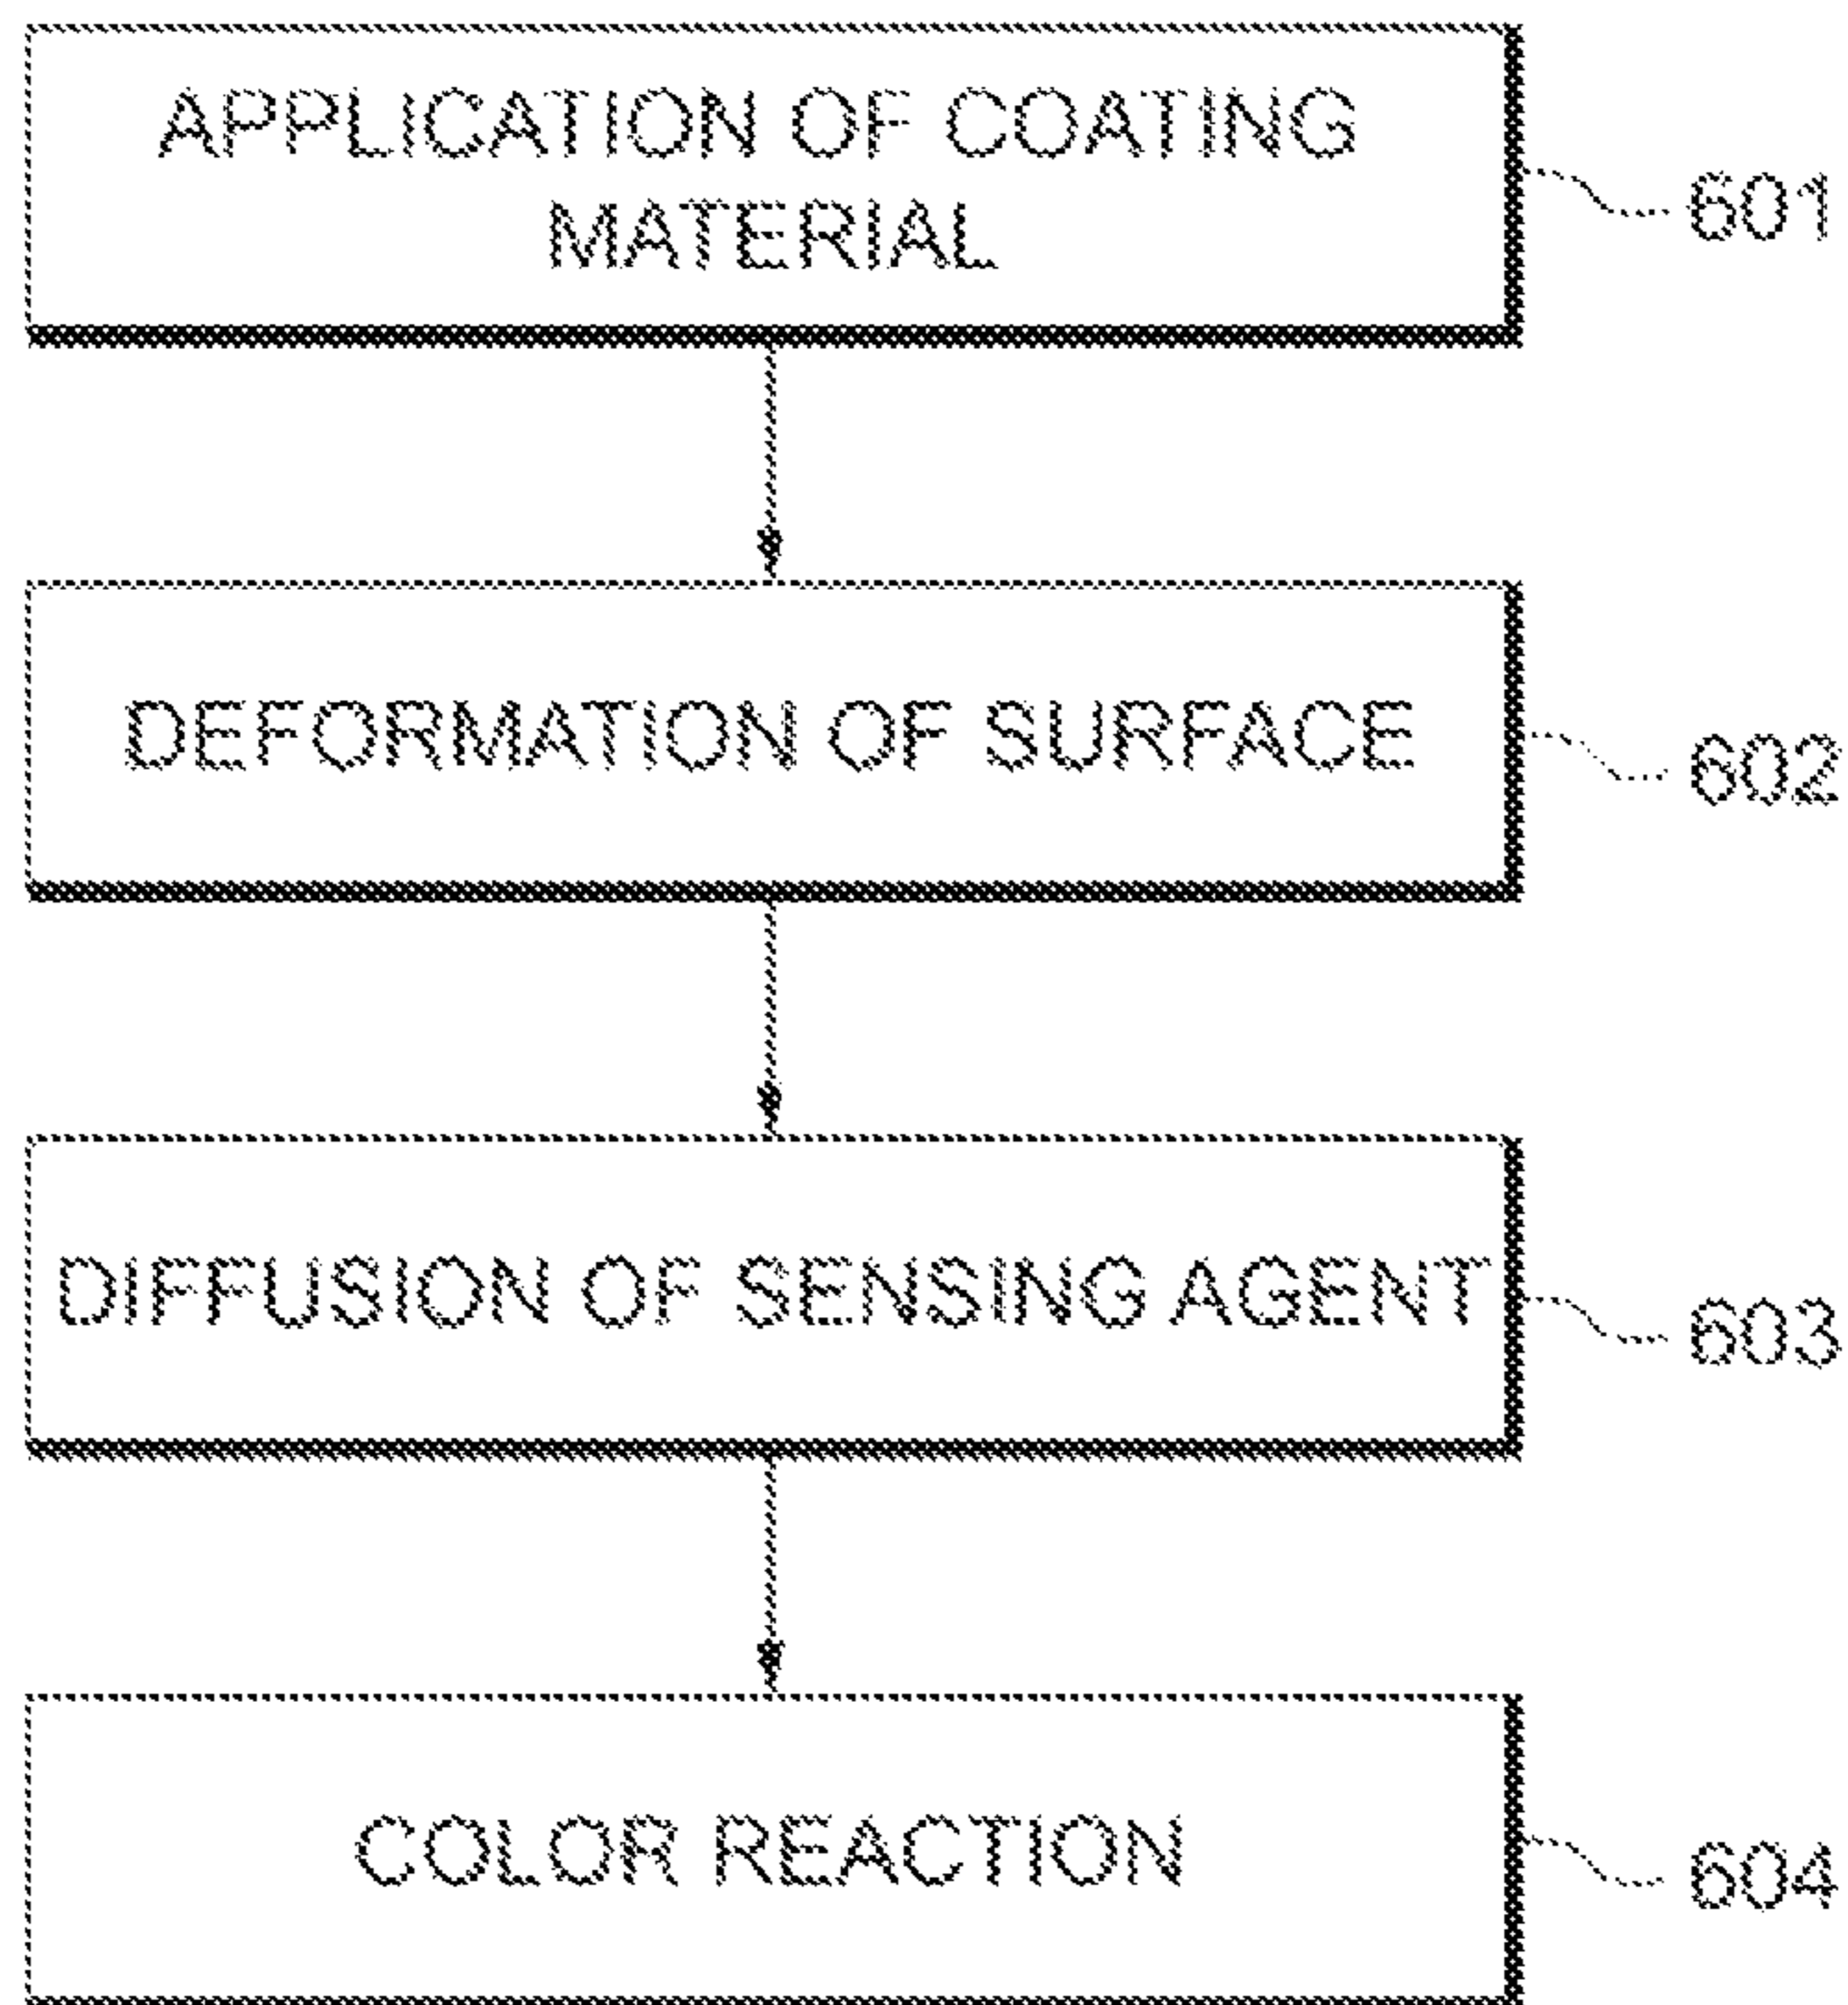 APPLICATION OF COATING
MATERIAL
601
DEFORMATION OF SURFACE
602
DIFFUSION OF SENSING AGENT
603
COLOR REACTION
604